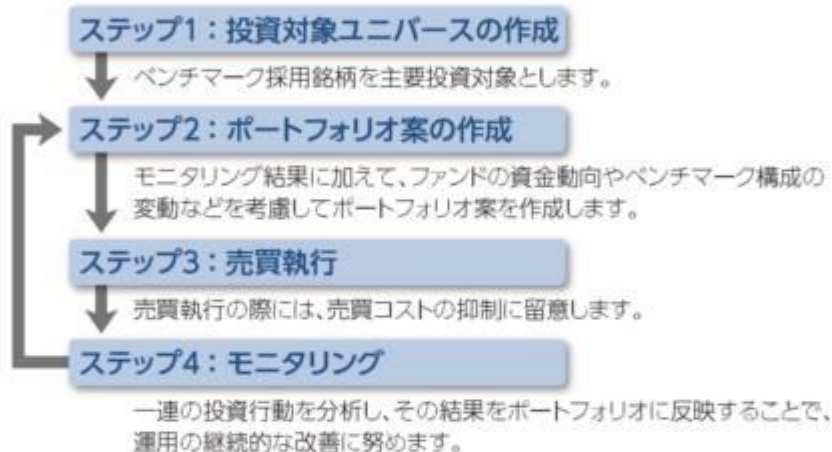 ステップ1：投資対象ユニバースの作成
ベンチマーク採用銘柄を主要投資対象とします。
ステップ2：ポートフォリオ案の作成
モニタリング結果に加えて、ファンドの資金動向やベンチマーク構成の
変動などを考慮してポートフォリオ案を作成します。
ステップ3：売買執行
売買執行の際には、売買コストの抑制に留意します。
ステップ4：モニタリング
一連の投資行動を分析し、その結果をポートフォリオに反映することで、
運用の継続的な改善に努めます。